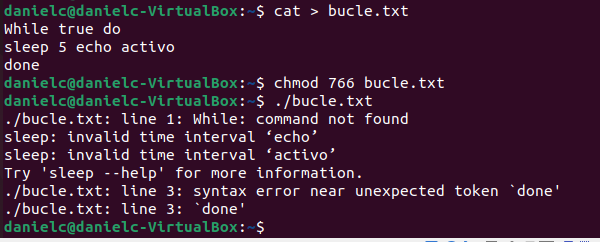 danielc@danielc-VirtualBox:~$ cat > bucle.txt
While true do
sleep 5 echo activo
done
danielc@danielc-VirtualBox:~$ chmod 766 bucle.txt
danielc@danielc-VirtualBox:~$ ./bucle.txt
./bucle.txt: line 1: While: command not found
sleep: invalid time interval ‘echo’
sleep: invalid time interval ‘activo’
Try 'sleep --help' for more information.
./bucle.txt: line 3: syntax error near unexpected token `done'
./bucle.txt: line 3: `done'
danielc@danielc-VirtualBox:~$